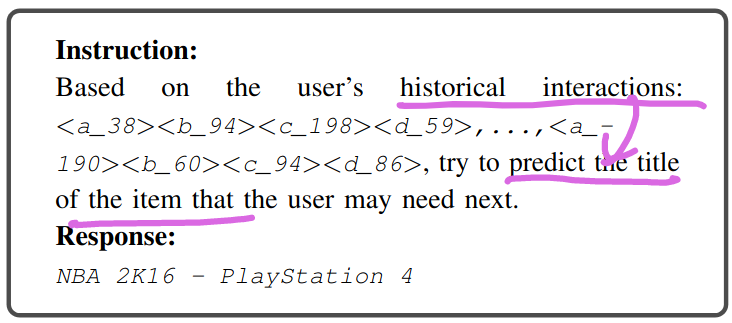 Instruction:
Based on the user's historical interactions:
<a_38><b_94><c_198><d_59>,...,<a_-
190><b_60><c_94><d_86>, try to predict the title
of the item that the user may need next.
Response:
NBA 2K16 - PlayStation 4